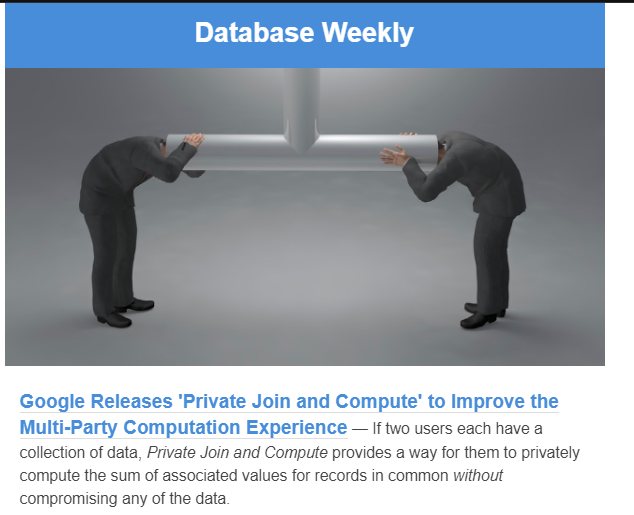 Database Weekly
Google Releases 'Private Join and Compute' to Improve the
Multi-Party Computation Experience — If two users each have a
collection of data, Private Join and Compute provides a way for them to privately
compute the sum of associated values for records in common without
compromising any of the data.